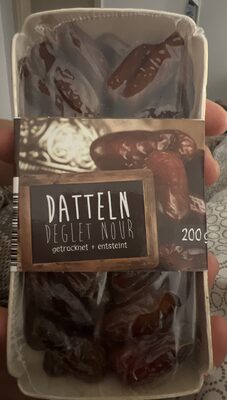 DATTELN
DEGLET NOUR
getrocknet + entsteint
200 g